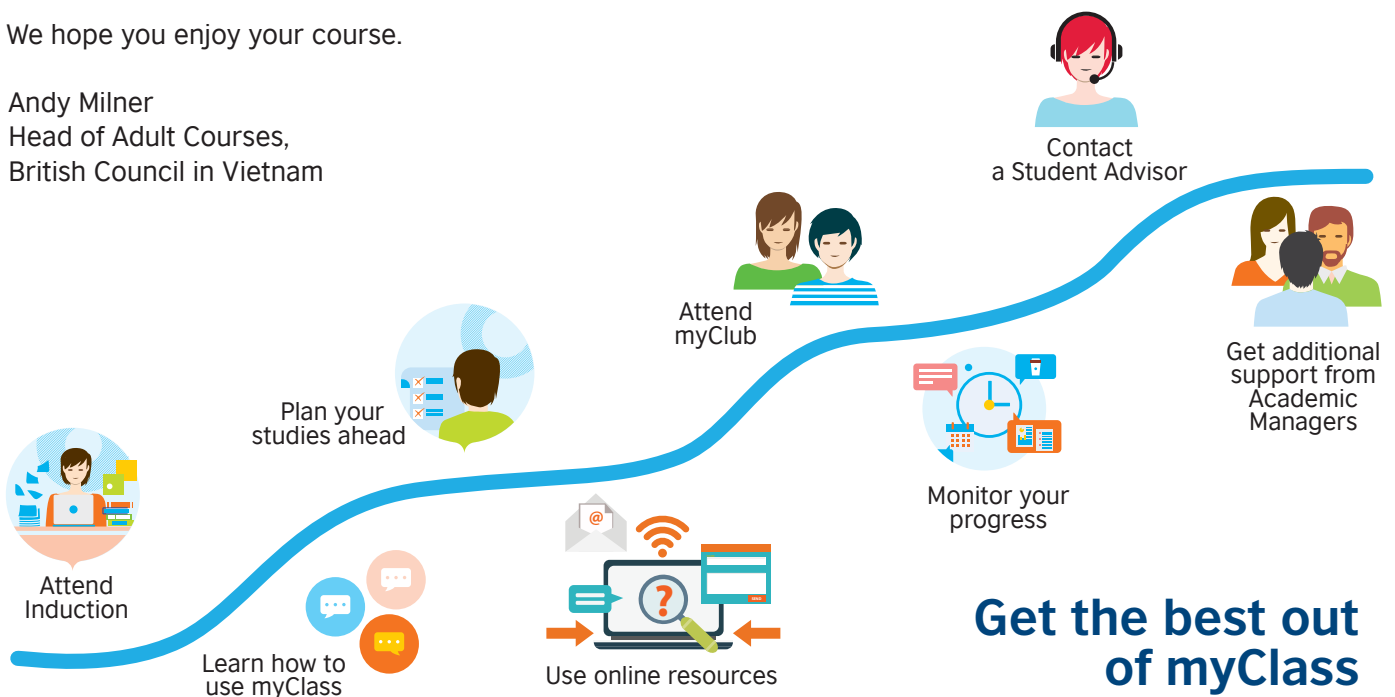 We hope you enjoy your course.
Andy Milner
Head of Adult Courses,
British Council in Vietnam
Contact
a Student Advisor
Attend
myClub
Get additional
support from
Academic
Managers
Plan your
studies ahead
Monitor your
progress
@
?
Attend
Induction
Learn how to
use myClass
Use online resources
Get the best out
of myClass